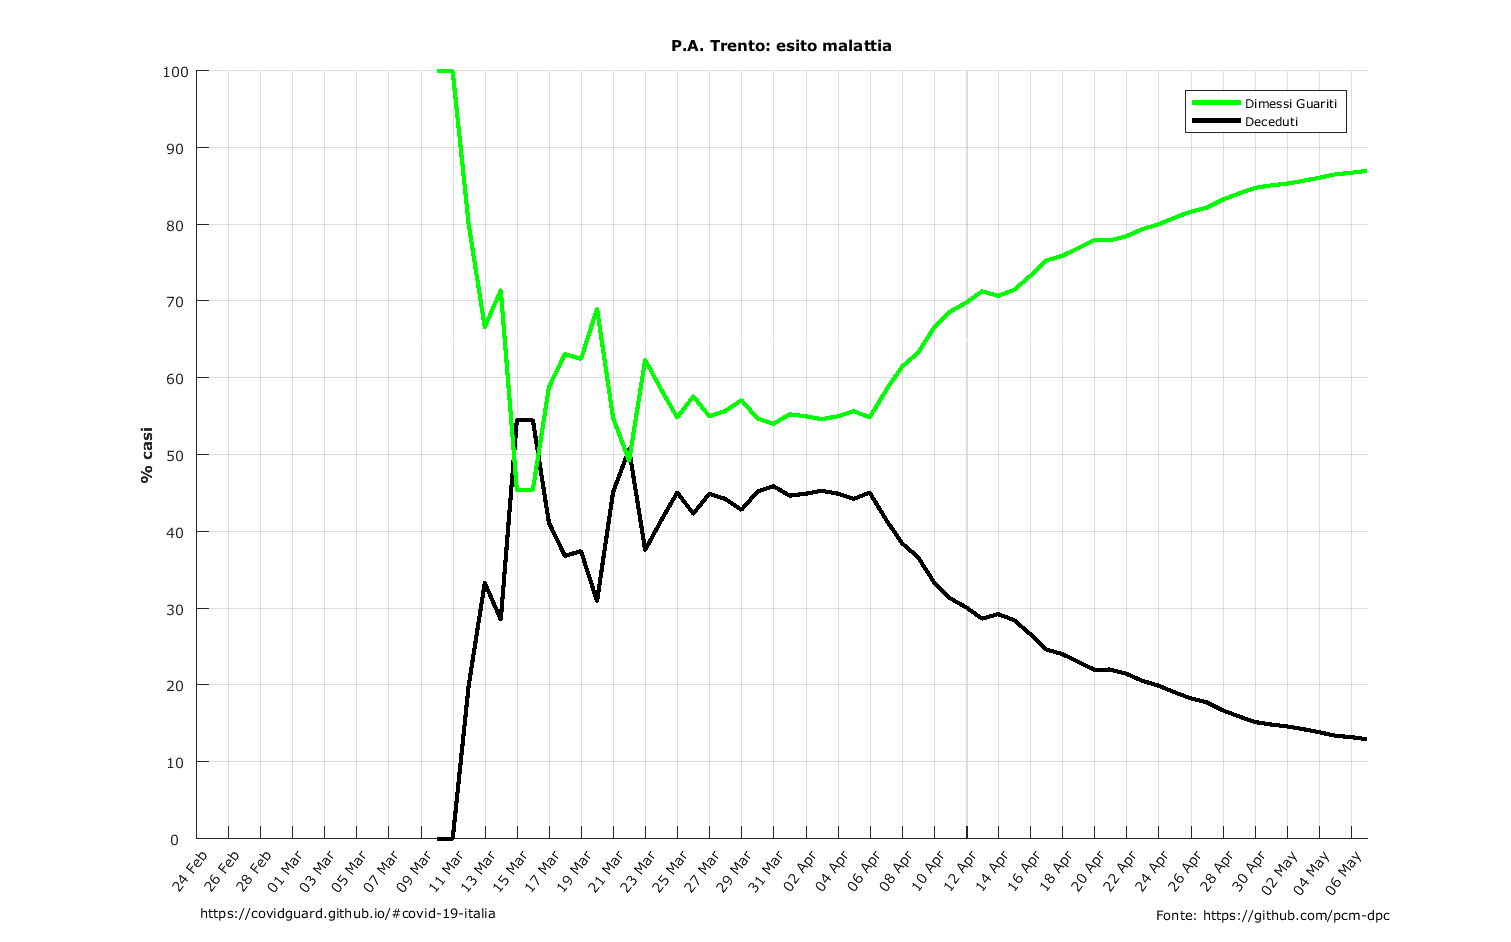 P.A. Trento: esito malattia
Dimessi Guariti
Deceduti
% casi
100
90
80
70
60
50
40
30
20
10
0
24 Feb
26 Feb
28 Feb
01 Mar
03 Mar
05 Mar
07 Mar
09 Mar
11 Mar
13 Mar
15 Mar
17 Mar
19 Mar
21 Mar
23 Mar
25 Mar
27 Mar
29 Mar
31 Mar
02 Apr
04 Apr
06 Apr
08 Apr
10 Apr
12 Apr
14 Apr
16 Apr
18 Apr
20 Apr
22 Apr
24 Apr
26 Apr
28 Apr
30 Apr
02 May
04 May
06 May
https://covidguard.github.io/#covid-19-italia
Fonte: https://github.com/pcm-dpc